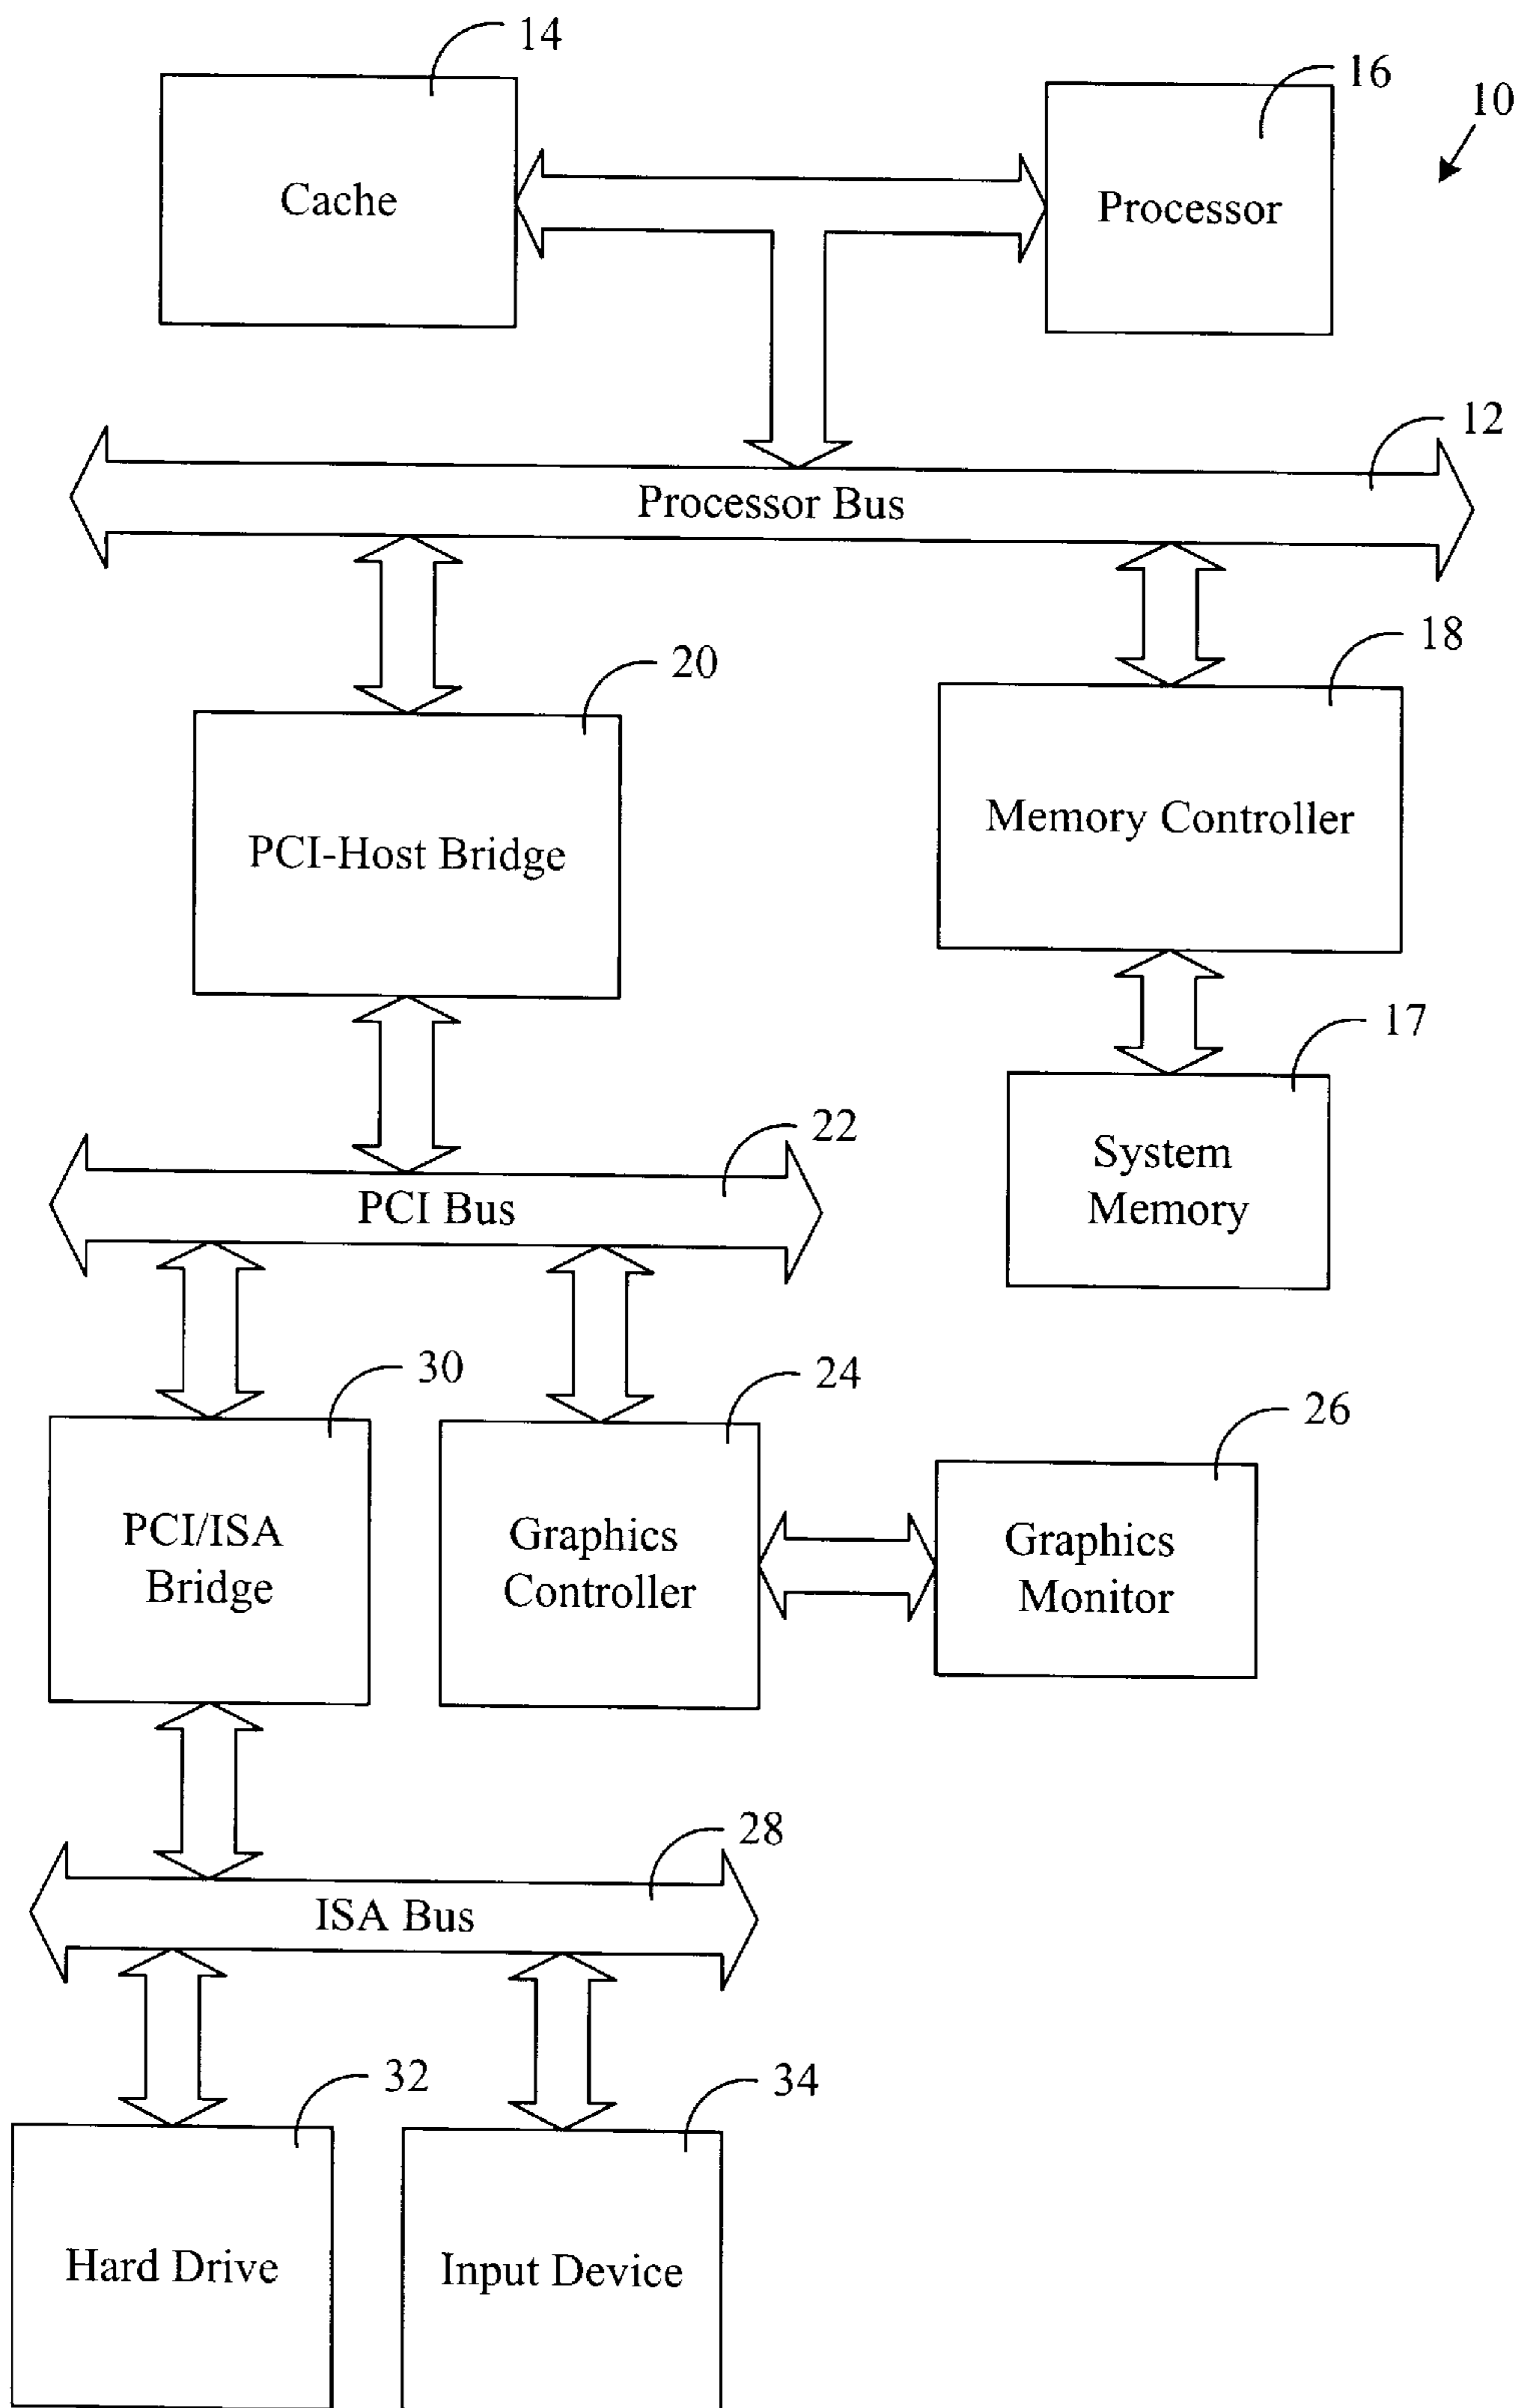 14
16
10
Cache
Processor
12
Processor Bus
18
20
Memory Controller
PCI-Host Bridge
17
22
System
Memory
PCI Bus
30
24
26
PCI/ISA
Bridge
Graphics
Controller
Graphics
Monitor
28
ISA Bus
32
34
Hard Drive
Input Device